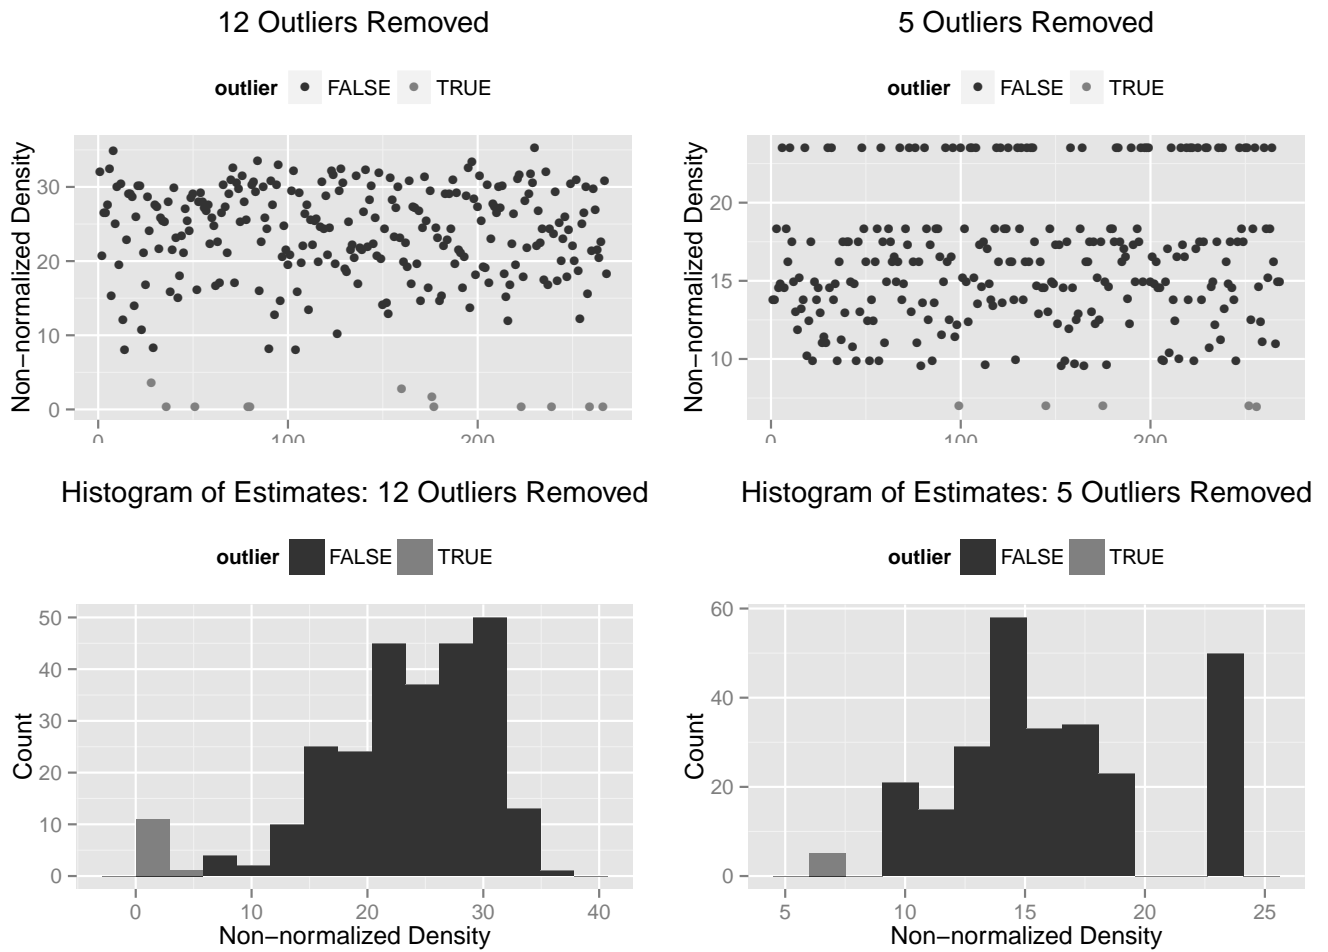 12 Outliers Removed
outlier FALSE TRUE
Non−normalized Density
30
20
10
0
0 100 200
5 Outliers Removed
outlier FALSE TRUE
Non−normalized Density
20
15
10
0 100 200
Histogram of Estimates: 12 Outliers Removed
outlier FALSE TRUE
Count
50
40
30
20
10
0
0 10 20 30 40
Non−normalized Density
Histogram of Estimates: 5 Outliers Removed
outlier FALSE TRUE
Count
60
40
20
0
5 10 15 20 25
Non−normalized Density